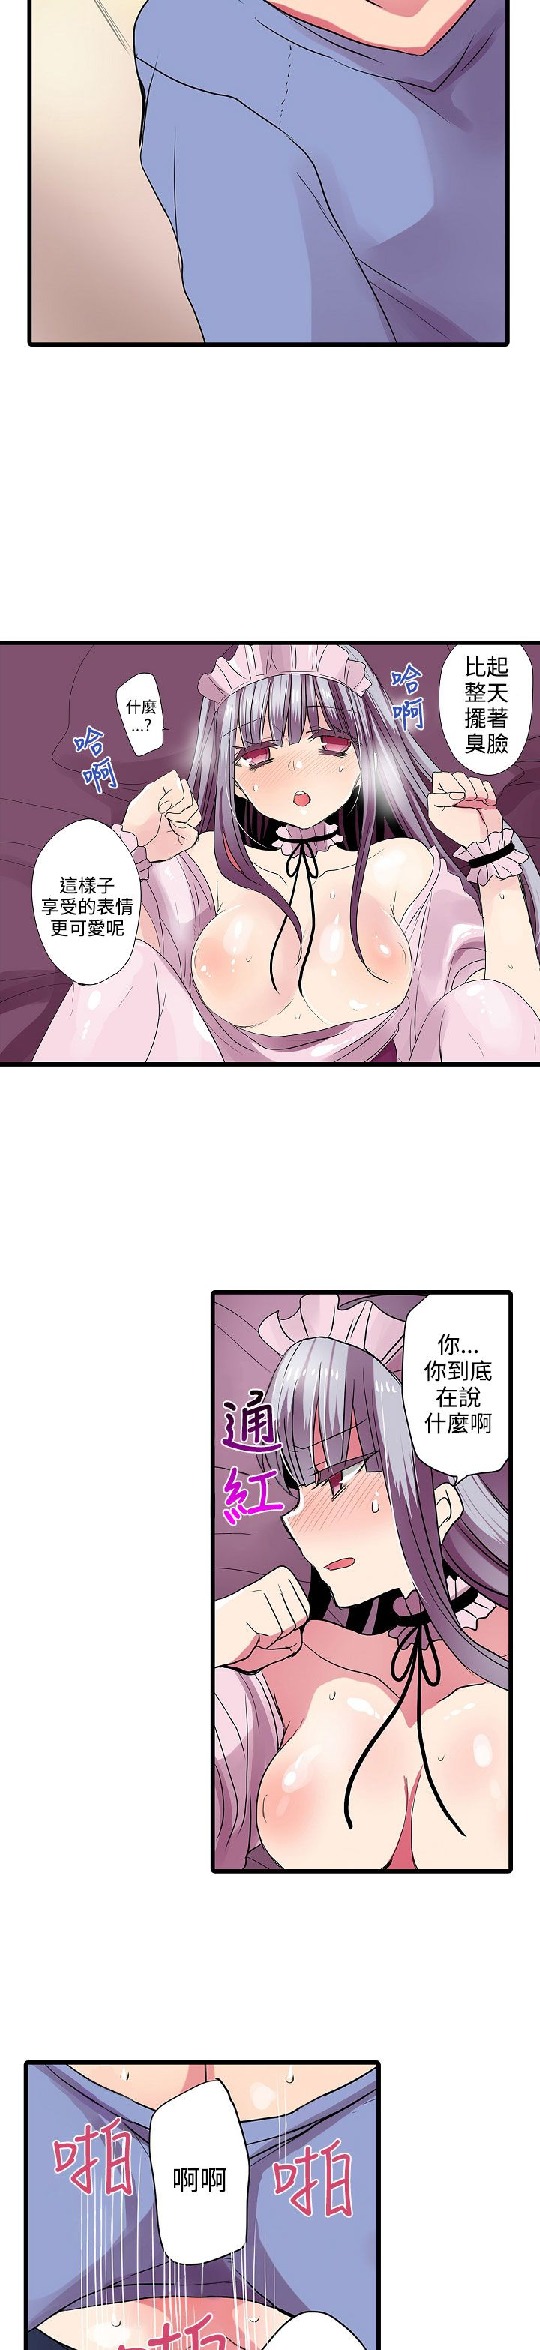 比起
整天
擺著
臭臉
哈啊
什麼
...?
哈啊
這樣子
享受的表情
更可愛呢
你...
你到底
在說
什麼啊
通紅
啪
啊啊
啪